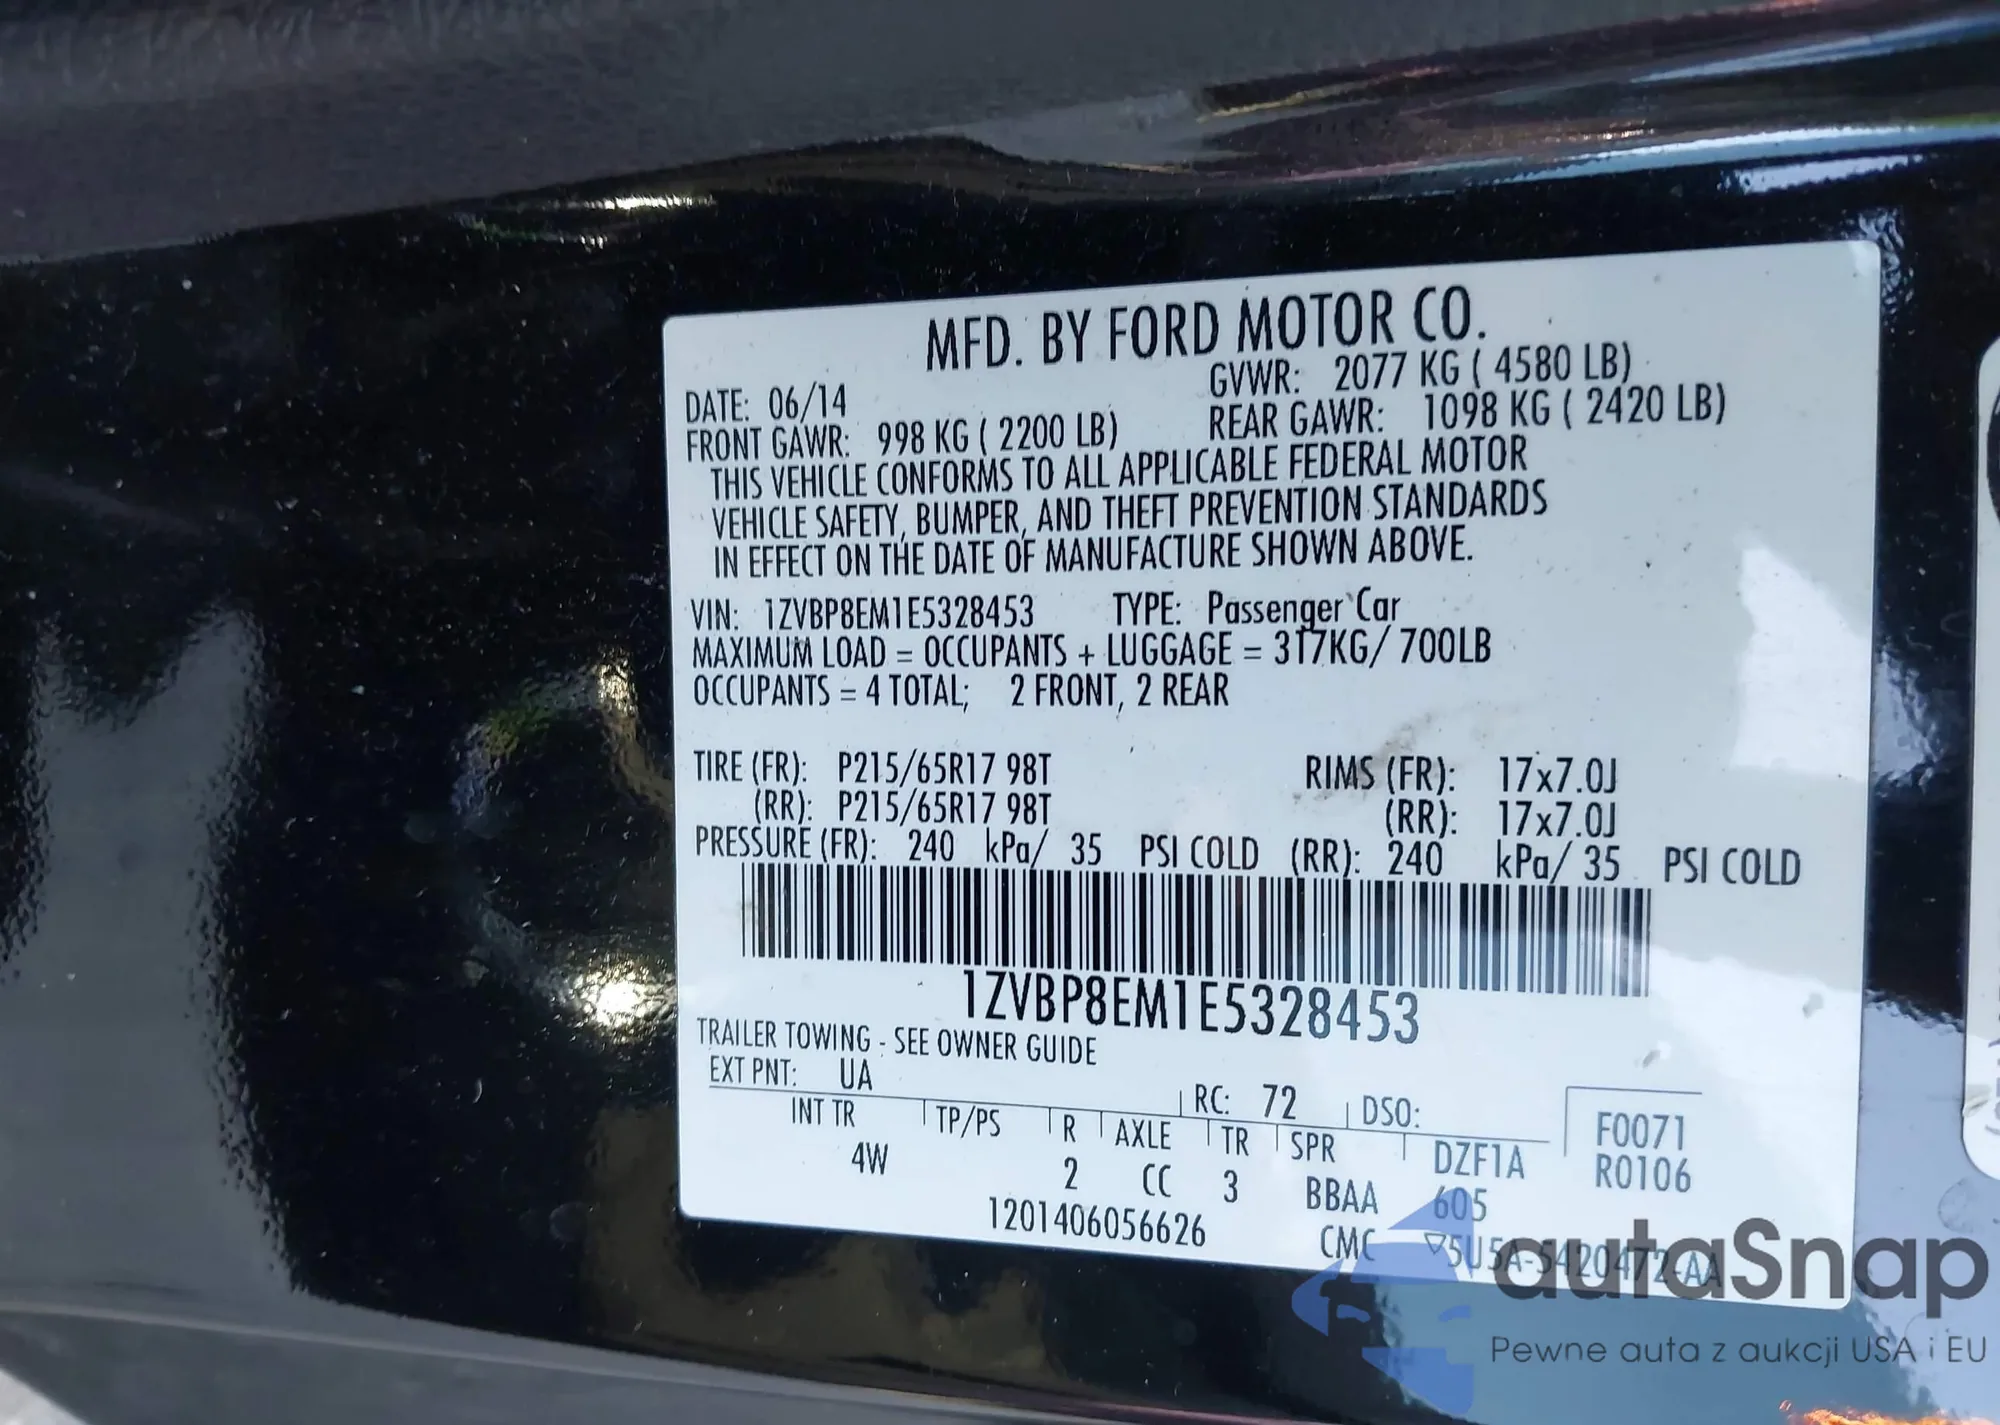 MFD. BY FORD MOTOR CO.
DATE: 06/14 GVWR: 2077 KG ( 4580 LB)
FRONT GAWR: 998 KG ( 2200 LB) REAR GAWR: 1098 KG ( 2420 LB)
THIS VEHICLE CONFORMS TO ALL APPLICABLE FEDERAL MOTOR
VEHICLE SAFETY, BUMPER, AND THEFT PREVENTION STANDARDS
IN EFFECT ON THE DATE OF MANUFACTURE SHOWN ABOVE.
VIN: 1ZVBP8EM1E5328453 TYPE: Passenger Car
MAXIMUM LOAD = OCCUPANTS + LUGGAGE = 317KG/ 700LB
OCCUPANTS = 4 TOTAL; 2 FRONT, 2 REAR
TIRE (FR): P215/65R17 98T RIMS (FR): 17x7.0J
(RR): P215/65R17 98T (RR): 17x7.0J
PRESSURE (FR): 240 kPa/ 35 PSI COLD (RR): 240 kPa/ 35 PSI COLD
1ZVBP8EM1E5328453
TRAILER TOWING - SEE OWNER GUIDE
EXT PNT: UA RC: 72 DSO: F0071
INT TR TP/PS R AXLE TR SPR DZF1A R0106
4W 2 CC 3 BBAA 605
1201406056626 CMC 5U5A-5420472-AA
autaSnap
Pewne auta z aukcji USA i EU